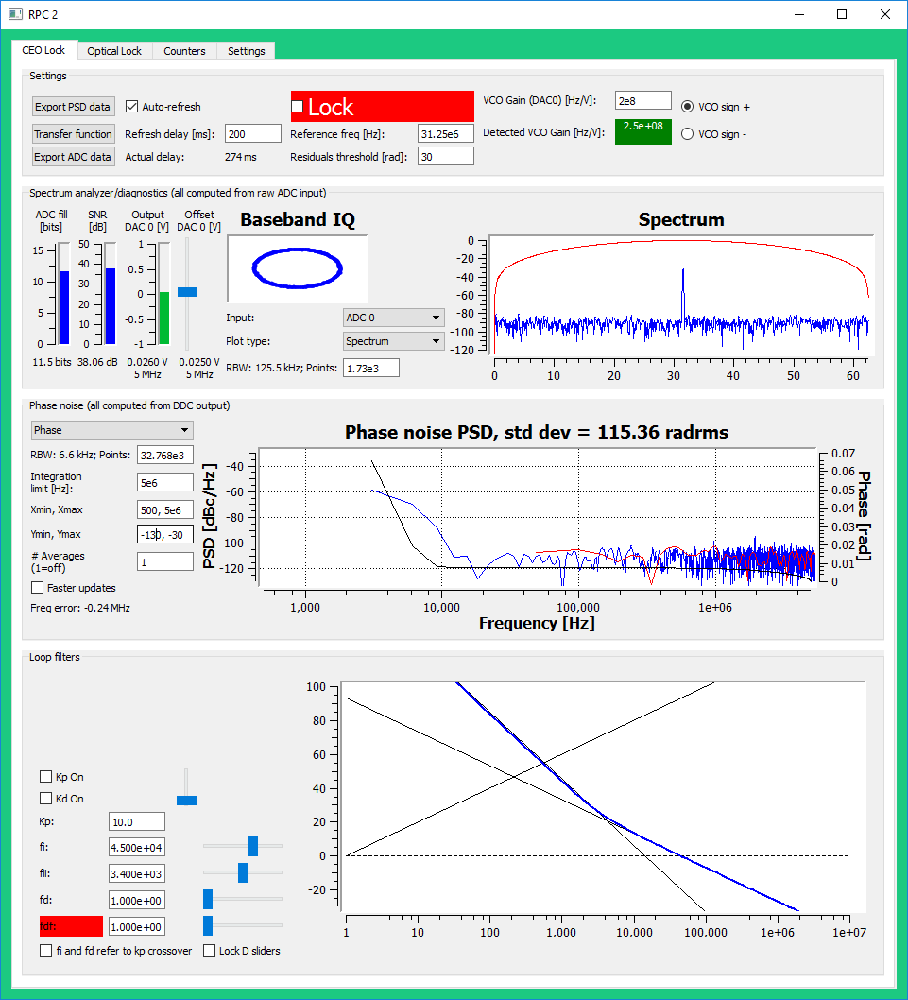 RPC 2
CEO Lock Optical Lock Counters Settings
Settings
Export PSD data Auto-refresh Lock VCO Gain (DAC0) [Hz/V]: 2e8 VCO sign +
Transfer function Refresh delay [ms]: 200 Reference freq [Hz]: 31.25e6 Detected VCO Gain [Hz/V]: 2.5e+08 VCO sign -
Export ADC data Actual delay: 274 ms Residuals threshold [rad]: 30
Spectrum analyzer/diagnostics (all computed from raw ADC input)
ADC fill [bits]
SNR [dB]
Output DAC 0 [V]
Offset DAC 0 [V]
15
10
5
0
50
40
30
20
10
0
1
0.5
0
-0.5
-1
11.5 bits 38.06 dB 0.0260 V 0.0250 V
5 MHz 5 MHz
Baseband IQ
Input: ADC 0
Plot type: Spectrum
RBW: 125.5 kHz; Points: 1.73e3
Spectrum
0
-20
-40
-60
-80
-100
-120
0 10 20 30 40 50 60
Phase noise (all computed from DDC output)
Phase
RBW: 6.6 kHz; Points: 32.768e3
Integration
limit [Hz]: 5e6
Xmin, Xmax 500, 5e6
Ymin, Ymax -130, -30
# Averages
(1=off) 1
Faster updates
Freq error: -0.24 MHz
Phase noise PSD, std dev = 115.36 radrms
PSD [dBc/Hz]
-40
-60
-80
-100
-120
0.07
0.06
0.05
0.04
0.03
0.02
0.01
0
Phase [rad]
1,000 10,000 100,000 1e+06
Frequency [Hz]
Loop filters
Kp On
Kd On
Kp: 10.0
fi: 4.500e+04
fii: 3.400e+03
fd: 1.000e+00
fdf: 1.000e+00
fi and fd refer to kp crossover Lock D sliders
100
80
60
40
20
0
-20
1 10 100 1.000 10.000 100.000 1e+06 1e+07